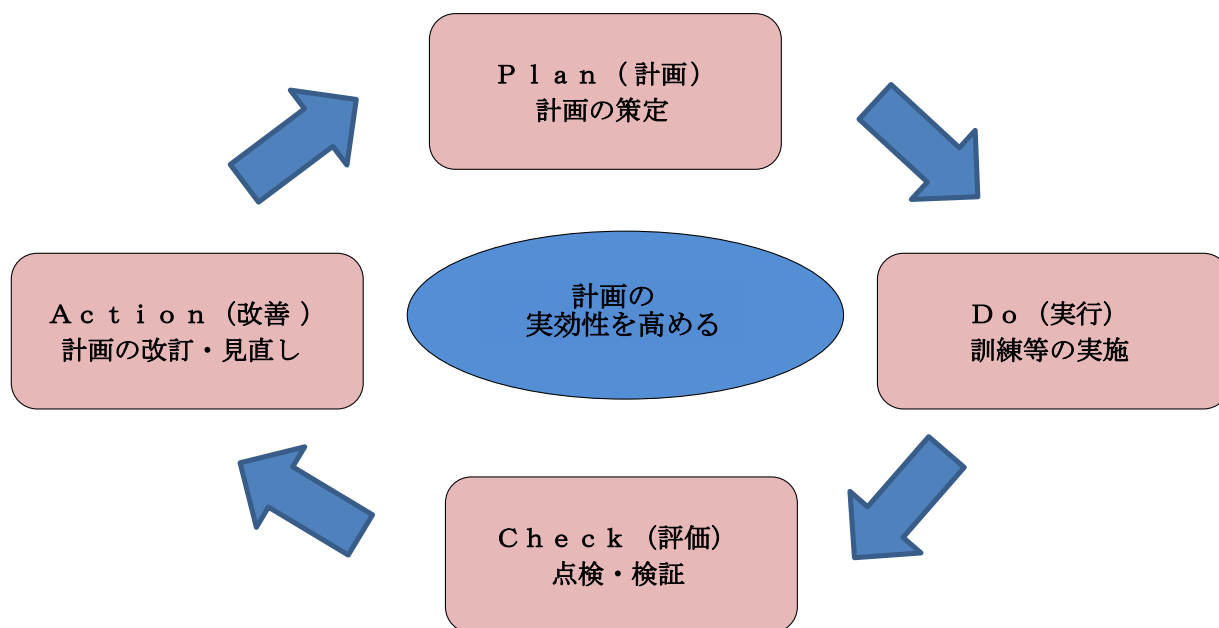 Ｐｌａｎ（計画）
計画の策定
Ａｃｔｉｏｎ（改善）
計画の改訂・見直し
計画の
実効性を高める
Ｄｏ（実行）
訓練等の実施
Ｃｈｅｃｋ（評価）
点検・検証